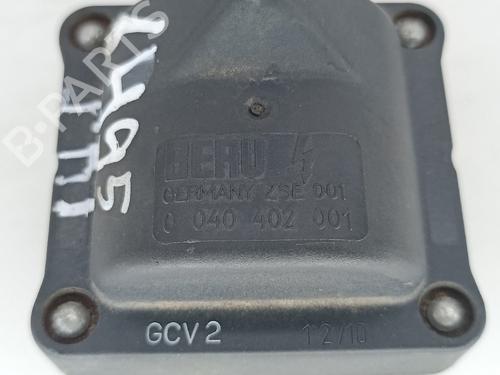 B-PARTS
BERU
GERMANY ZSE 001
0 040 402 001
GCV2 12/10